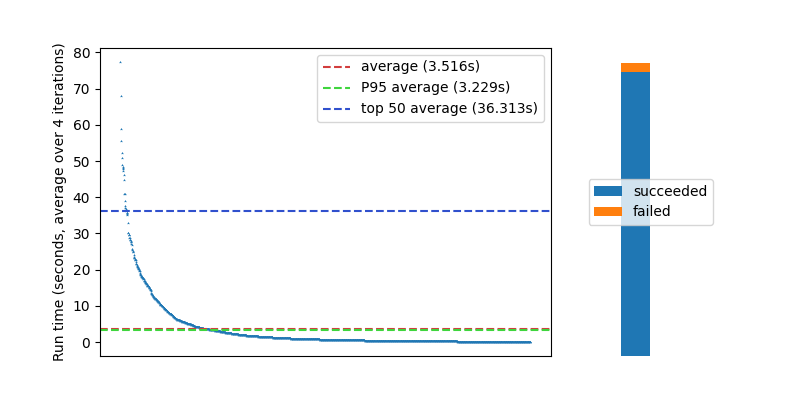 Run time (seconds, average over 4 iterations)
80
70
60
50
40
30
20
10
0
average (3.516s)
P95 average (3.229s)
top 50 average (36.313s)
succeeded
failed